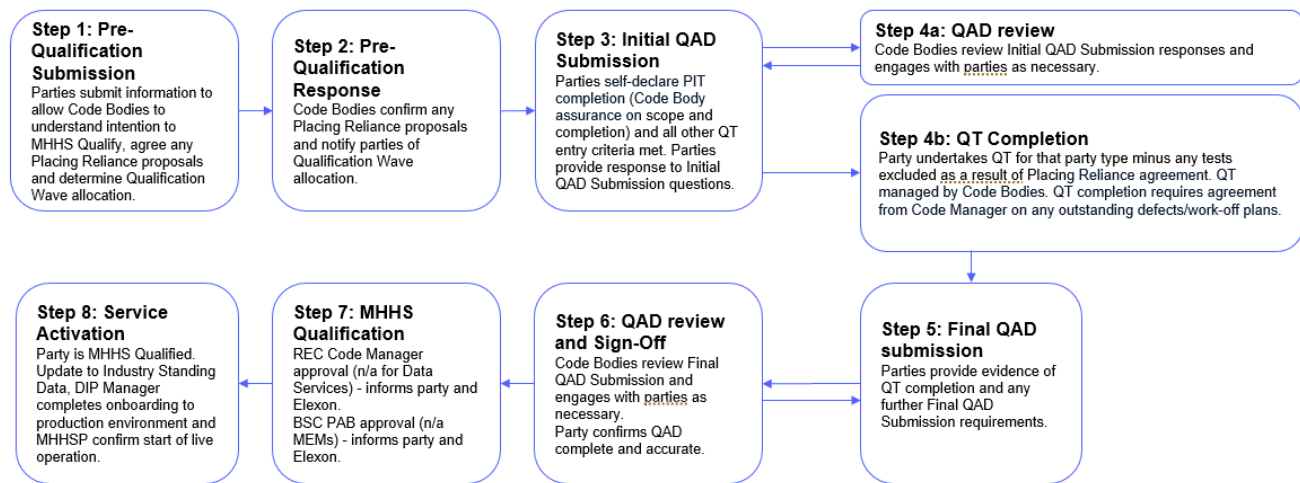 Step 1: Pre-
Qualification
Submission
Parties submit information to
allow Code Bodies to
understand intention to
MHHS Qualify, agree any
Placing Reliance proposals
and determine Qualification
Wave allocation.
Step 2: Pre-
Qualification
Response
Code Bodies confirm any
Placing Reliance proposals
and notify parties of
Qualification Wave
allocation.
Step 3: Initial QAD
Submission
Parties self-declare PIT
completion (Code Body
assurance on scope and
completion) and all other QT
entry criteria met. Parties
provide response to Initial
QAD Submission questions.
Step 4a: QAD review
Code Bodies review Initial QAD Submission responses and
engages with parties as necessary.
Step 4b: QT Completion
Party undertakes QT for that party type minus any tests
excluded as a result of Placing Reliance agreement. QT
managed by Code Bodies. QT completion requires agreement
from Code Manager on any outstanding defects/work-off plans.
Step 5: Final QAD
submission
Parties provide evidence of
QT completion and any
further Final QAD
Submission requirements.
Step 6: QAD review
and Sign-Off
Code Bodies review Final
QAD Submission and
engages with parties as
necessary.
Party confirms QAD
complete and accurate.
Step 7: MHHS
Qualification
REC Code Manager
approval (n/a for Data
Services) - informs party and
Elexon.
BSC PAB approval (n/a
MEMs) - informs party and
Elexon.
Step 8: Service
Activation
Party is MHHS Qualified.
Update to Industry Standing
Data, DIP Manager
completes onboarding to
production environment and
MHHSP confirm start of live
operation.